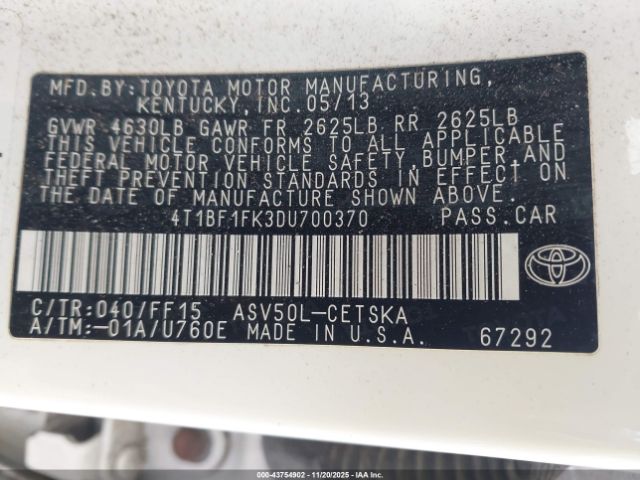 MFD.BY:TOYOTA MOTOR MANUFACTURING,
KENTUCKY, INC. 05/13
GVWR 4630LB GAWR FR 2625LB RR 2625LB
THIS VEHICLE CONFORMS TO ALL APPLICABLE
FEDERAL MOTOR VEHICLE SAFETY, BUMPER, AND
THEFT PREVENTION STANDARDS IN EFFECT ON
THE DATE OF MANUFACTURE SHOWN ABOVE.
4T1BF1FK3DU700370 PASS.CAR
C/TR:040/FF15 ASV50L-CETSKA
A/TM:-01A/U760E MADE IN U.S.A. 67292
000-43754902 - 11/20/2025 - IAAI.COM